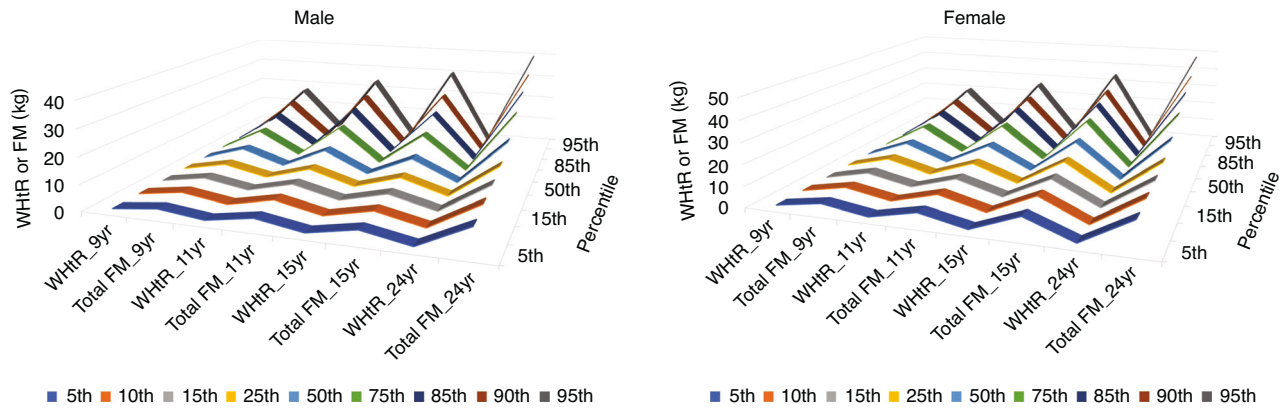 Male
WHtR or FM (kg)
40
30
20
10
0
WHtR_9yr
Total FM_9yr
WHtR_11yr
Total FM_11yr
WHtR_15yr
Total FM_15yr
WHtR_24yr
Total FM_24yr
95th
85th
50th
15th
5th
Percentile
5th 10th 15th 25th 50th 75th 85th 90th 95th
Female
WHtR or FM (kg)
50
40
30
20
10
0
WHtR_9yr
Total FM_9yr
WHtR_11yr
Total FM_11yr
WHtR_15yr
Total FM_15yr
WHtR_24yr
Total FM_24yr
95th
85th
50th
15th
5th
Percentile
5th 10th 15th 25th 50th 75th 85th 90th 95th